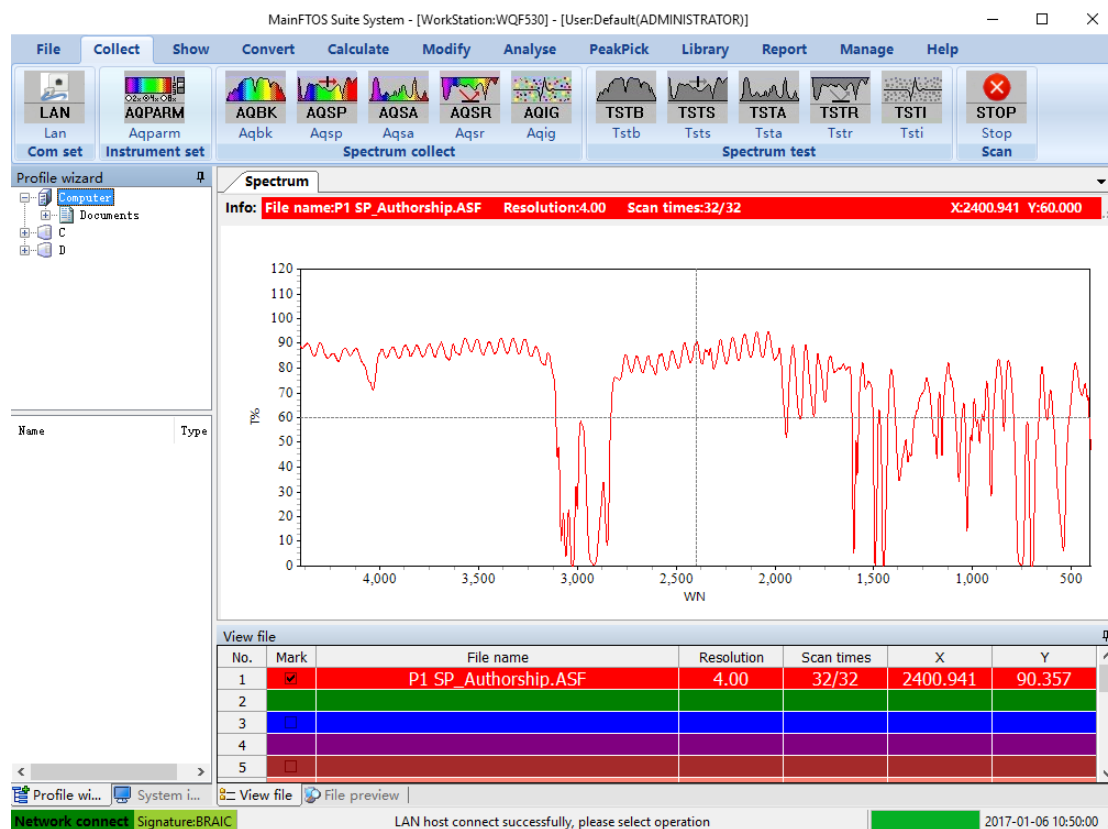 MainFTOS Suite System - [WorkStation:WQF530] - [User:Default(ADMINISTRATOR)]
File Collect Show Convert Calculate Modify Analyse PeakPick Library Report Manage Help
LAN AQPARM AQBK AQSP AQSA AQSR AQIG TSTB TSTS TSTA TSTR TSTI STOP
Lan Aqparm Aqbk Aqsp Aqsa Aqsr Aqig Tstb Tsts Tsta Tstr Tsti Stop
Com set Instrument set Spectrum collect Spectrum test Scan
Profile wizard
Computer
Documents
C
D
Name Type
Spectrum
Info: File name:P1 SP_Authorship.ASF Resolution:4.00 Scan times:32/32 X:2400.941 Y:60.000
120
110
100
90
80
70
60
50
40
30
20
10
0
T%
4,000 3,500 3,000 2,500 2,000 1,500 1,000 500
WN
View file
No. Mark File name Resolution Scan times X Y
1 P1 SP_Authorship.ASF 4.00 32/32 2400.941 90.357
2
3
4
5
Profile wi... System i... View file File preview
Network connect Signature:BRAIC LAN host connect successfully, please select operation 2017-01-06 10:50:00